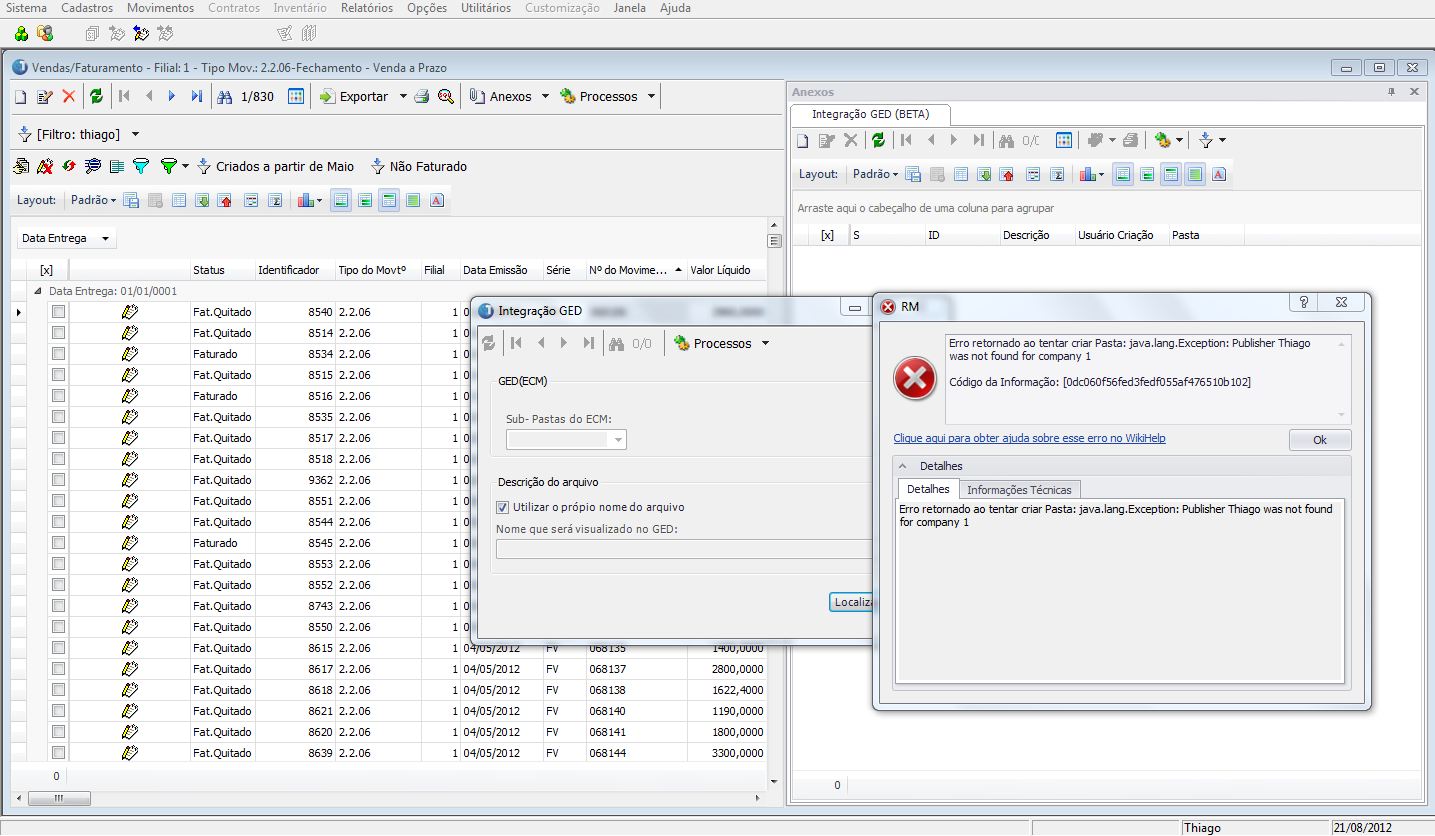 Sistema Cadastros Movimentos Contratos Inventário Relatórios Opções Utilitários Customização Janela Ajuda
Vendas/Faturamento - Filial: 1 - Tipo Mov.: 2.2.06-Fechamento - Venda a Prazo
1/830 Exportar Anexos Processos
[Filtro: thiago]
Criados a partir de Maio Não Faturado
Layout: Padrão
Data Entrega
[x] Status Identificador Tipo do Movtº Filial Data Emissão Série Nº do Movime... Valor Líquido
Data Entrega: 01/01/0001
Fat.Quitado 8540 2.2.06 1 0
Fat.Quitado 8514 2.2.06 1 0
Faturado 8534 2.2.06 1 0
Fat.Quitado 8515 2.2.06 1 0
Faturado 8516 2.2.06 1 0
Fat.Quitado 8535 2.2.06 1 0
Fat.Quitado 8517 2.2.06 1 0
Fat.Quitado 8518 2.2.06 1 0
Fat.Quitado 9362 2.2.06 1 0
Fat.Quitado 8551 2.2.06 1 0
Fat.Quitado 8544 2.2.06 1 0
Faturado 8545 2.2.06 1 0
Fat.Quitado 8553 2.2.06 1 0
Fat.Quitado 8552 2.2.06 1 0
Fat.Quitado 8743 2.2.06 1 0
Fat.Quitado 8550 2.2.06 1 0
Fat.Quitado 8615 2.2.06 1 04/05/2012 FV 068135 1400,0000
Fat.Quitado 8617 2.2.06 1 04/05/2012 FV 068137 2800,0000
Fat.Quitado 8618 2.2.06 1 04/05/2012 FV 068138 1622,4000
Fat.Quitado 8621 2.2.06 1 04/05/2012 FV 068140 1190,0000
Fat.Quitado 8620 2.2.06 1 04/05/2012 FV 068141 1800,0000
Fat.Quitado 8639 2.2.06 1 04/05/2012 FV 068144 3300,0000
0
Anexos
Integração GED (BETA)
0/0
Layout: Padrão
Arraste aqui o cabeçalho de uma coluna para agrupar
[x] S ID Descrição Usuário Criação Pasta
0
Integração GED
0/0 Processos
GED(ECM)
Sub- Pastas do ECM:
Descrição do arquivo
Utilizar o própio nome do arquivo
Nome que será visualizado no GED:
Localiza
RM
Erro retornado ao tentar criar Pasta: java.lang.Exception: Publisher Thiago
was not found for company 1
Código da Informação: [0dc060f56fed3fedf055af476510b102]
Clique aqui para obter ajuda sobre esse erro no WikiHelp
Ok
Detalhes
Detalhes Informações Técnicas
Erro retornado ao tentar criar Pasta: java.lang.Exception: Publisher Thiago was not found
for company 1
Thiago 21/08/2012